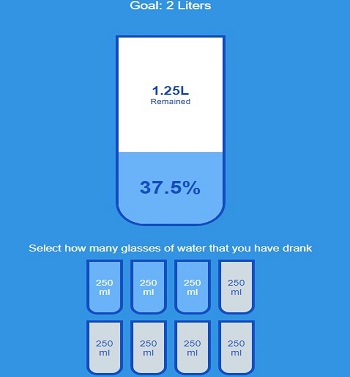 Goal: 2 Liters
1.25L
Remained
37.5%
Select how many glasses of water that you have drank
250 250 250 250
ml ml ml ml
250 250 250 250
ml ml ml ml